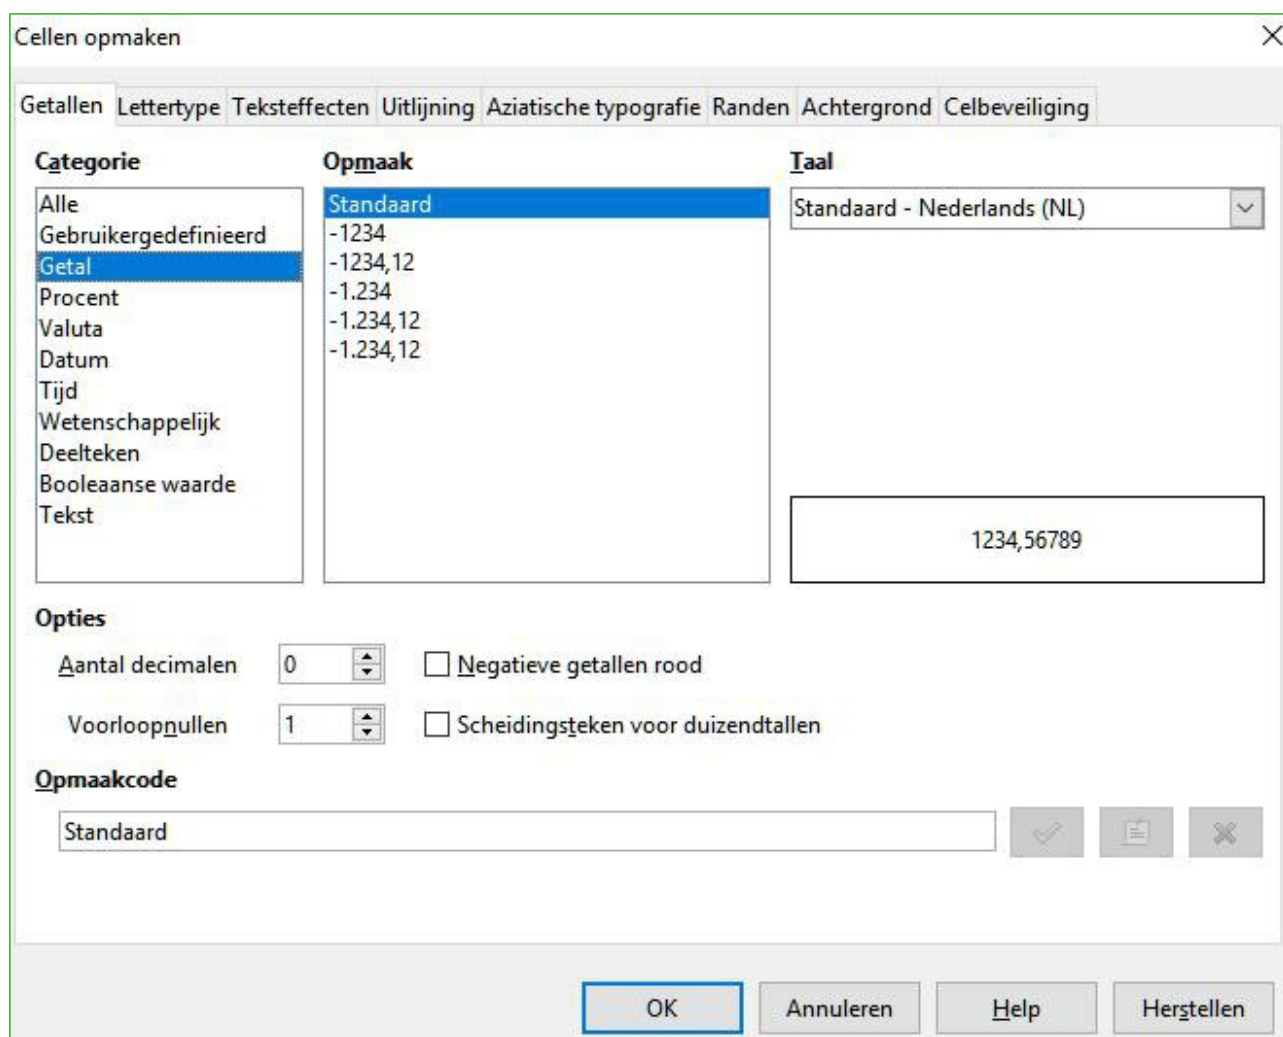 Cellen opmaken
Getallen Lettertype Teksteffecten Uitlijning Aziatische typografie Randen Achtergrond Celbeveiliging
Categorie
Alle
Gebruikergedefinieerd
Getal
Procent
Valuta
Datum
Tijd
Wetenschappelijk
Deelteken
Booleaanse waarde
Tekst
Opmaak
Standaard
-1234
-1234,12
-1.234
-1.234,12
-1.234,12
Taal
Standaard - Nederlands (NL)
1234,56789
Opties
Aantal decimalen 0 Negatieve getallen rood
Voorloopnullen 1 Scheidingsteken voor duizendtallen
Opmaakcode
Standaard
OK Annuleren Help Herstellen